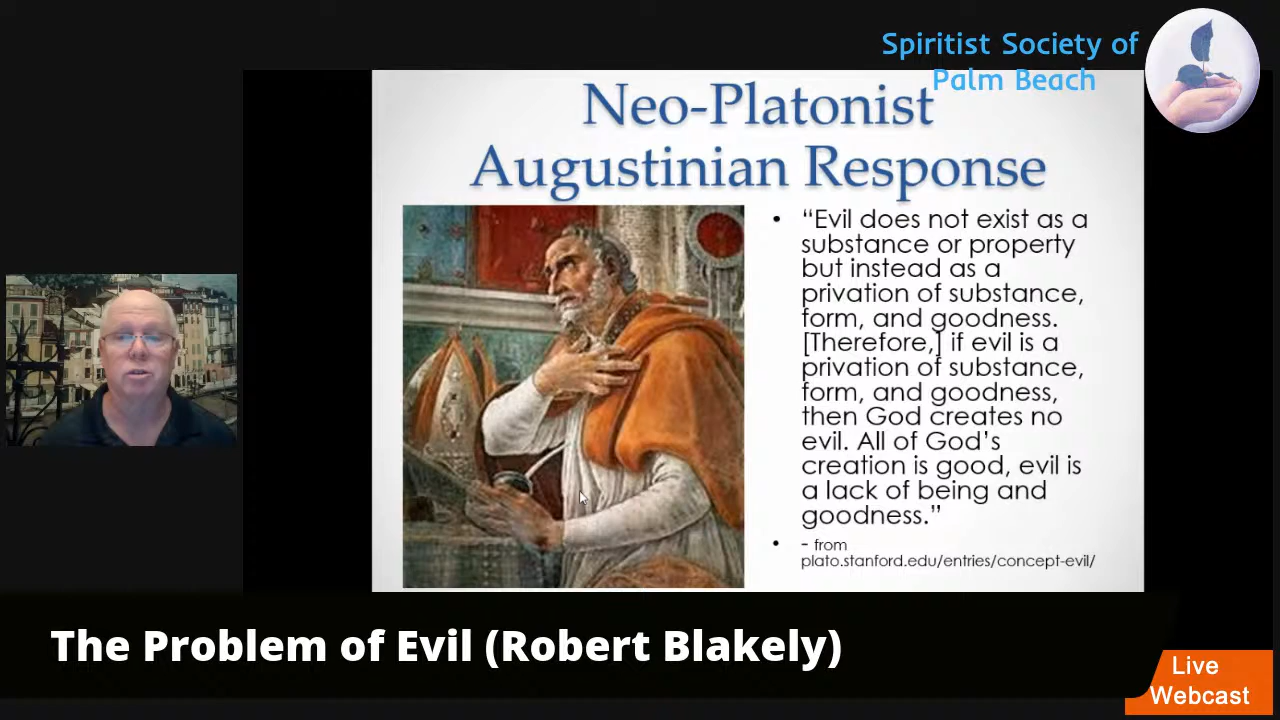 Spiritist Society of
Palm Beach
Neo-Platonist
Augustinian Response
• “Evil does not exist as a
substance or property
but instead as a
privation of substance,
form, and goodness.
[Therefore,] if evil is a
privation of substance,
form, and goodness,
then God creates no
evil. All of God’s
creation is good, evil is
a lack of being and
goodness.”
• - from
plato.stanford.edu/entries/concept-evil/
The Problem of Evil (Robert Blakely)
Live
Webcast